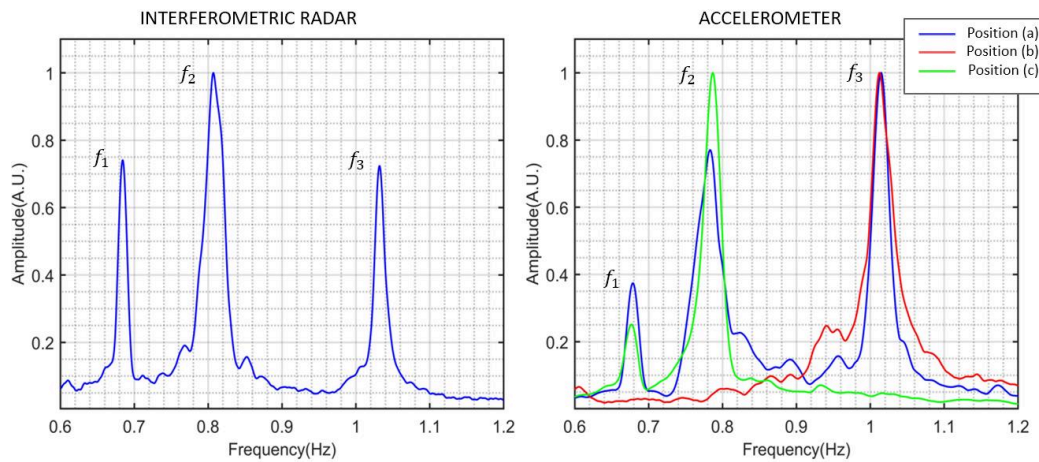 INTERFEROMETRIC RADAR
f₁
f₂
f₃
1
0.8
0.6
0.4
0.2
Amplitude(A.U.)
0.6 0.7 0.8 0.9 1 1.1 1.2
Frequency(Hz)
ACCELEROMETER
Position (a)
Position (b)
Position (c)
f₁
f₂
f₃
1
0.8
0.6
0.4
0.2
Amplitude(A.U.)
0.6 0.7 0.8 0.9 1 1.1 1.2
Frequency(Hz)